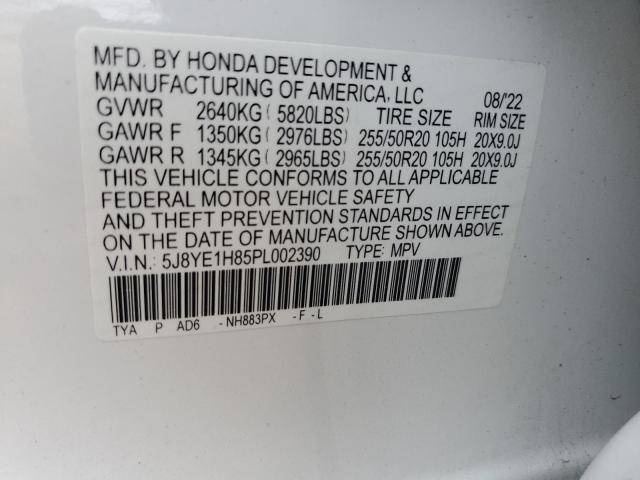 MFD. BY HONDA DEVELOPMENT &
MANUFACTURING OF AMERICA, LLC 08/'22
GVWR 2640KG ( 5820LBS) TIRE SIZE RIM SIZE
GAWR F 1350KG ( 2976LBS) 255/50R20 105H 20X9.0J
GAWR R 1345KG ( 2965LBS) 255/50R20 105H 20X9.0J
THIS VEHICLE CONFORMS TO ALL APPLICABLE
FEDERAL MOTOR VEHICLE SAFETY
AND THEFT PREVENTION STANDARDS IN EFFECT
ON THE DATE OF MANUFACTURE SHOWN ABOVE.
V.I.N.: 5J8YE1H85PL002390 TYPE: MPV
TYA P AD6 -NH883PX -F-L